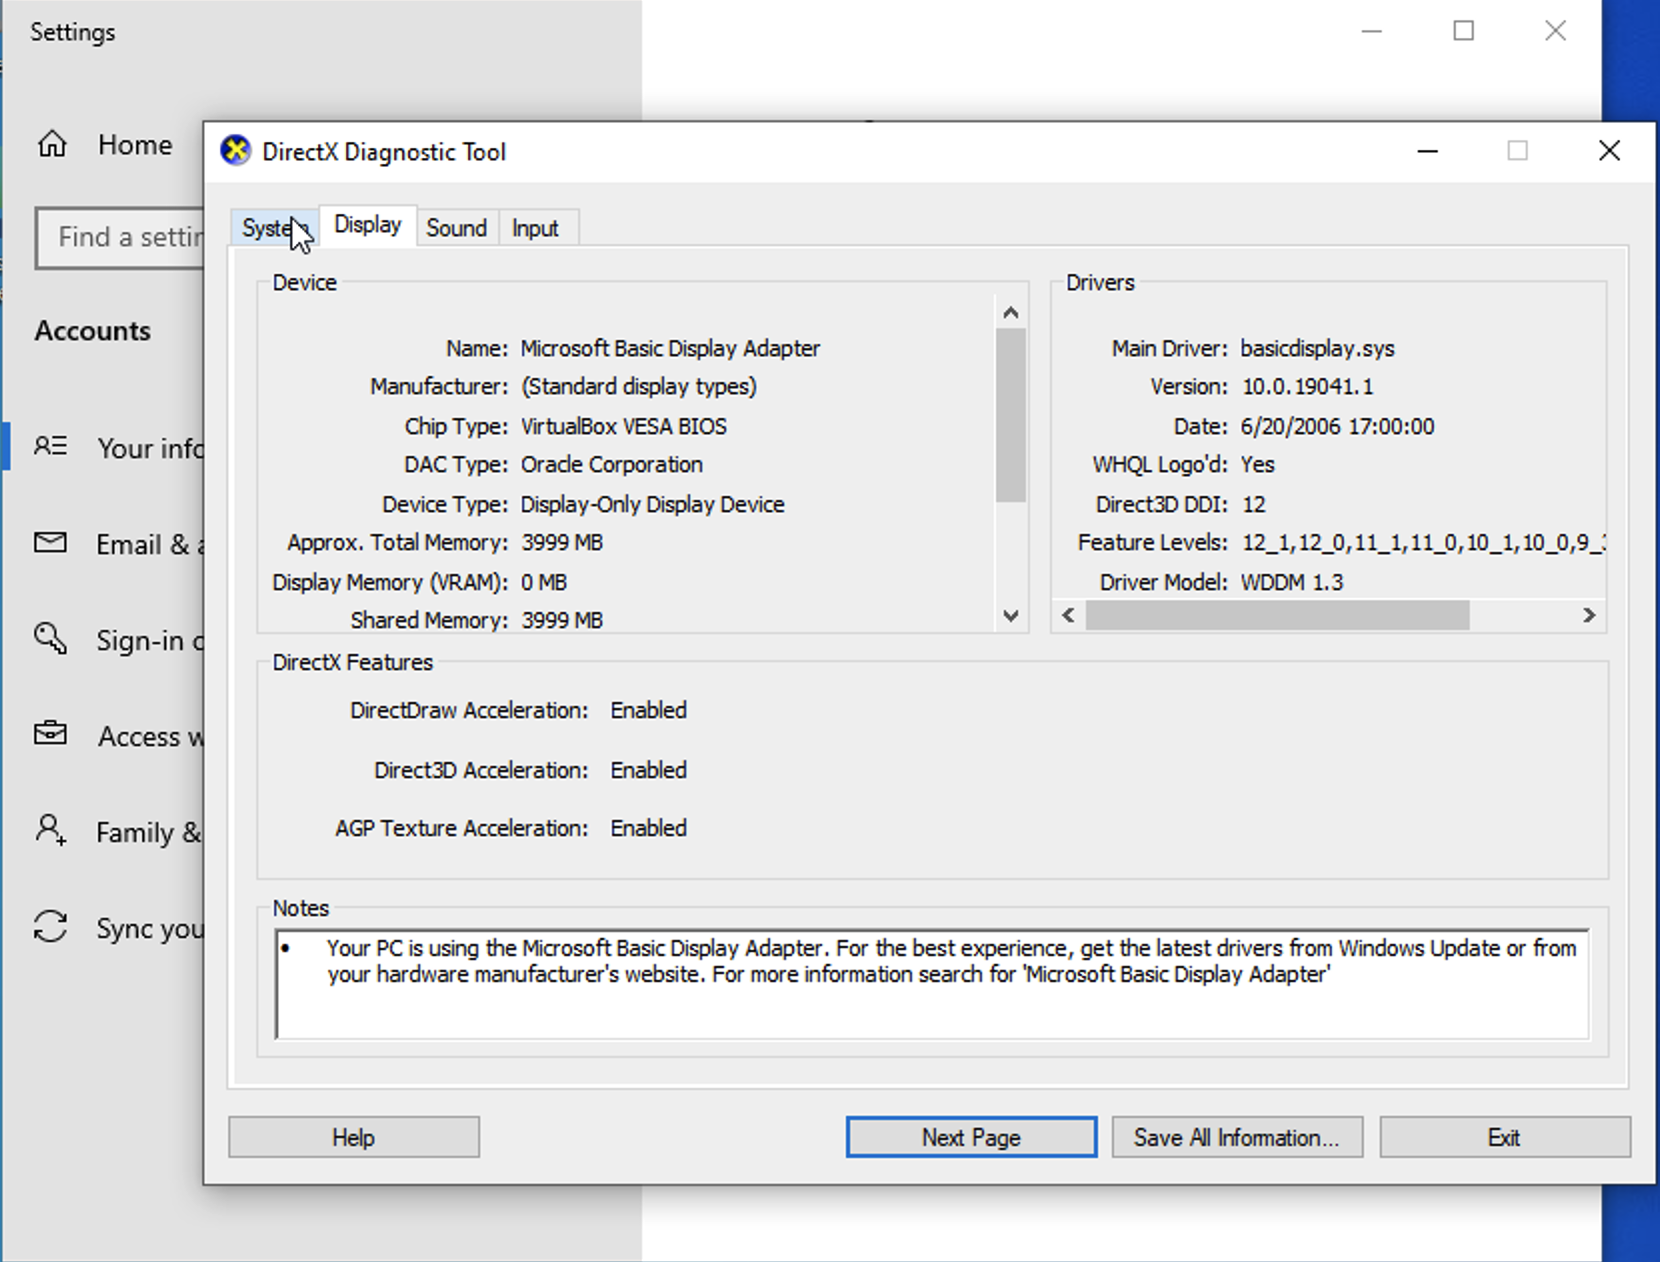 Settings
Home
Find a settin
Accounts
Your info
Email & a
Sign-in o
Access w
Family &
Sync you
DirectX Diagnostic Tool
System Display Sound Input
Device
Name: Microsoft Basic Display Adapter
Manufacturer: (Standard display types)
Chip Type: VirtualBox VESA BIOS
DAC Type: Oracle Corporation
Device Type: Display-Only Display Device
Approx. Total Memory: 3999 MB
Display Memory (VRAM): 0 MB
Shared Memory: 3999 MB
Drivers
Main Driver: basicdisplay.sys
Version: 10.0.19041.1
Date: 6/20/2006 17:00:00
WHQL Logo'd: Yes
Direct3D DDI: 12
Feature Levels: 12_1,12_0,11_1,11_0,10_1,10_0,9_3
Driver Model: WDDM 1.3
DirectX Features
DirectDraw Acceleration: Enabled
Direct3D Acceleration: Enabled
AGP Texture Acceleration: Enabled
Notes
• Your PC is using the Microsoft Basic Display Adapter. For the best experience, get the latest drivers from Windows Update or from
your hardware manufacturer's website. For more information search for 'Microsoft Basic Display Adapter'
Help Next Page Save All Information... Exit